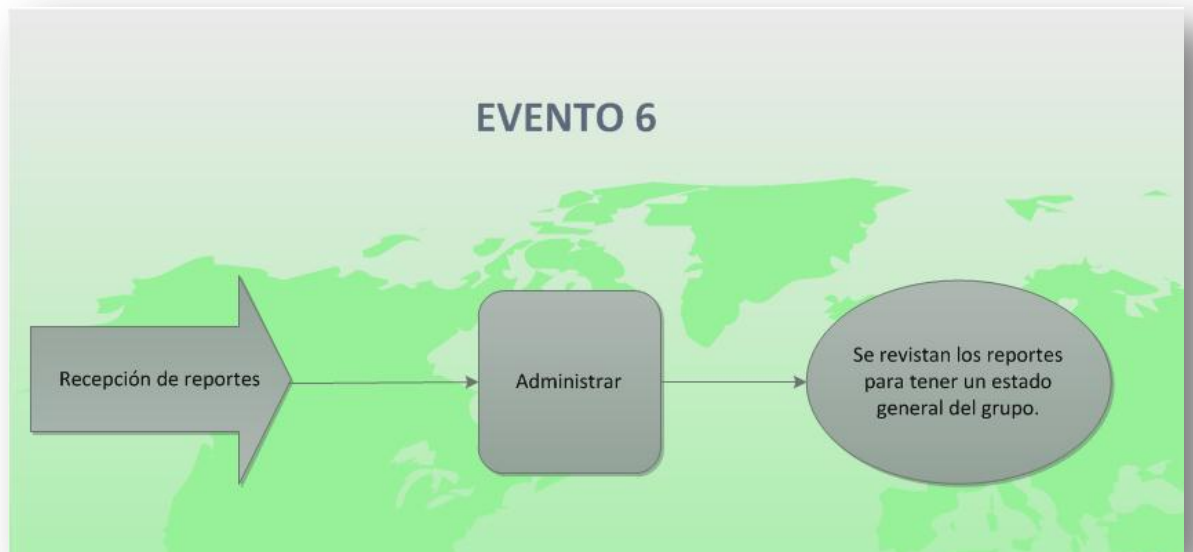 EVENTO 6
Recepción de reportes
Administrar
Se revistan los reportes
para tener un estado
general del grupo.